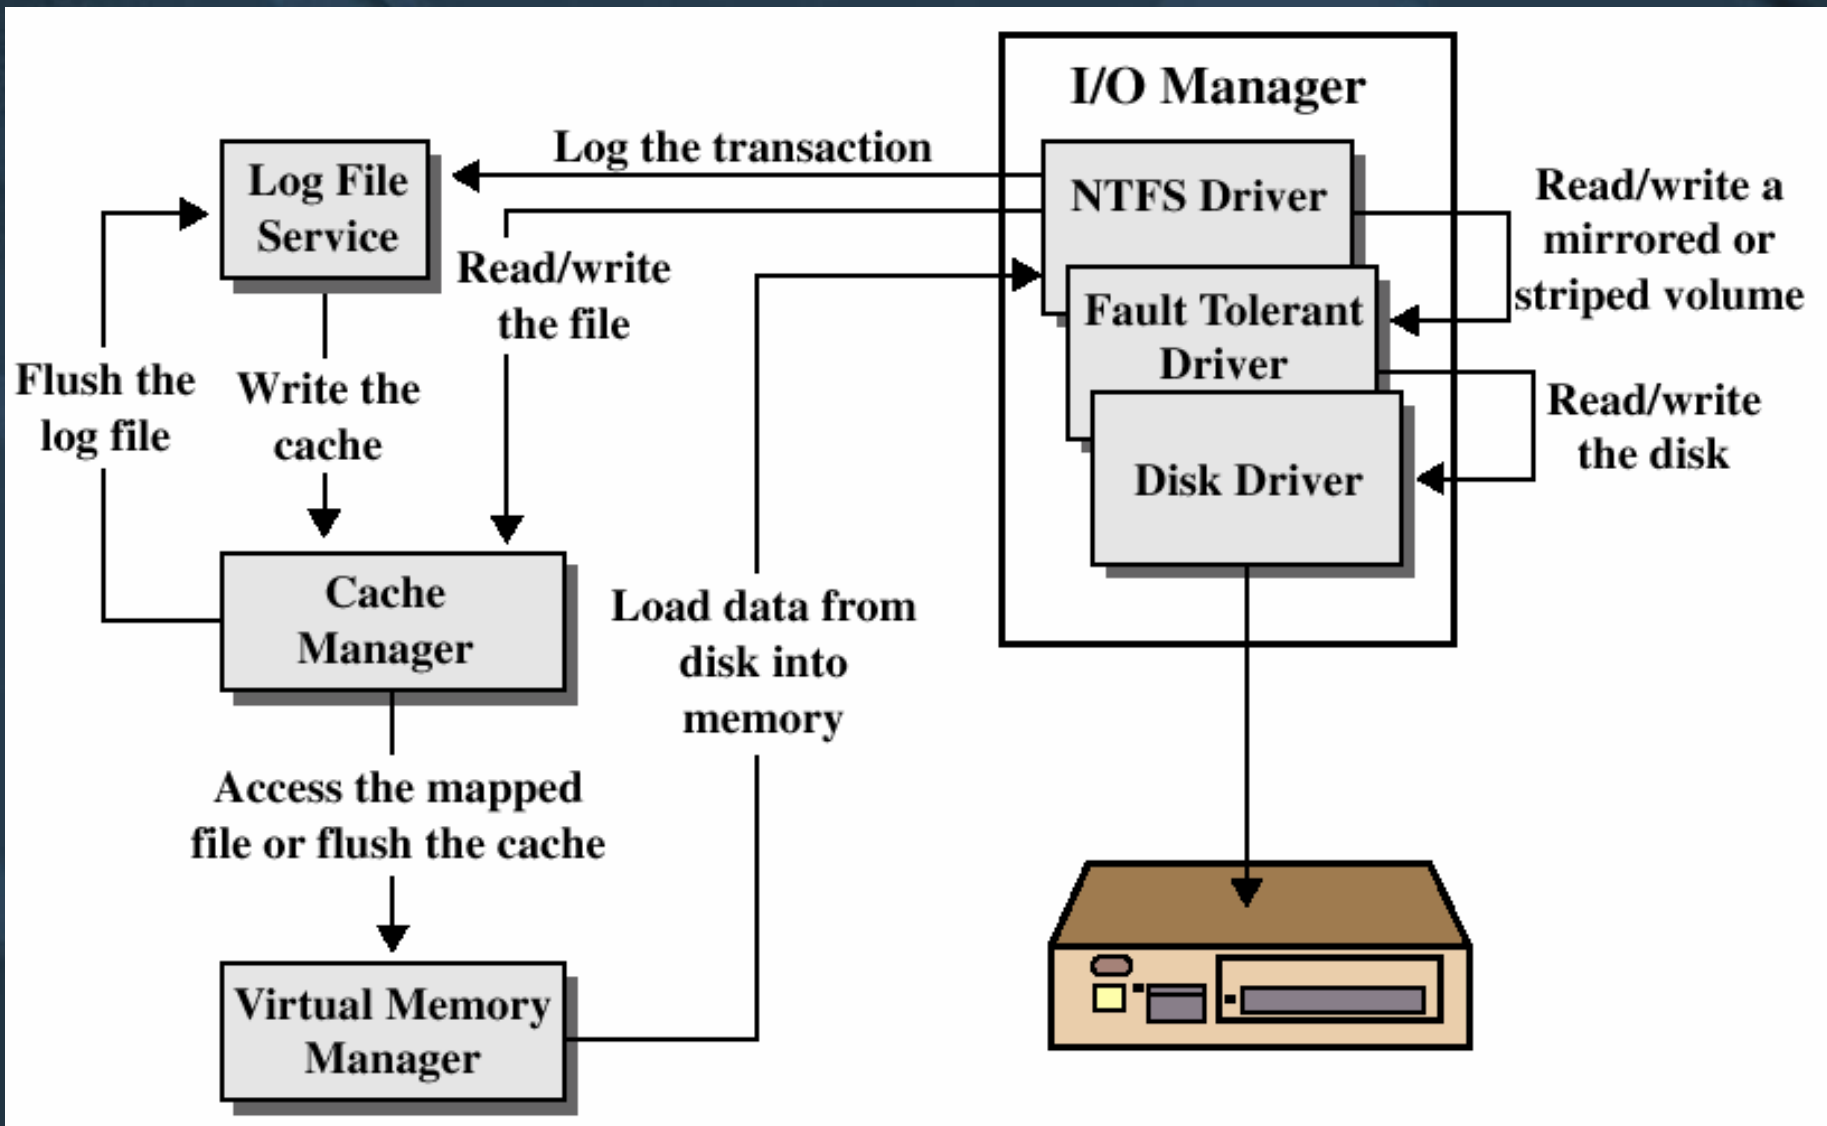 I/O Manager
Log the transaction
Log File
Service
NTFS Driver
Read/write a
mirrored or
striped volume
Read/write
the file
Fault Tolerant
Driver
Flush the
log file
Write the
cache
Read/write
the disk
Disk Driver
Cache
Manager
Load data from
disk into
memory
Access the mapped
file or flush the cache
Virtual Memory
Manager